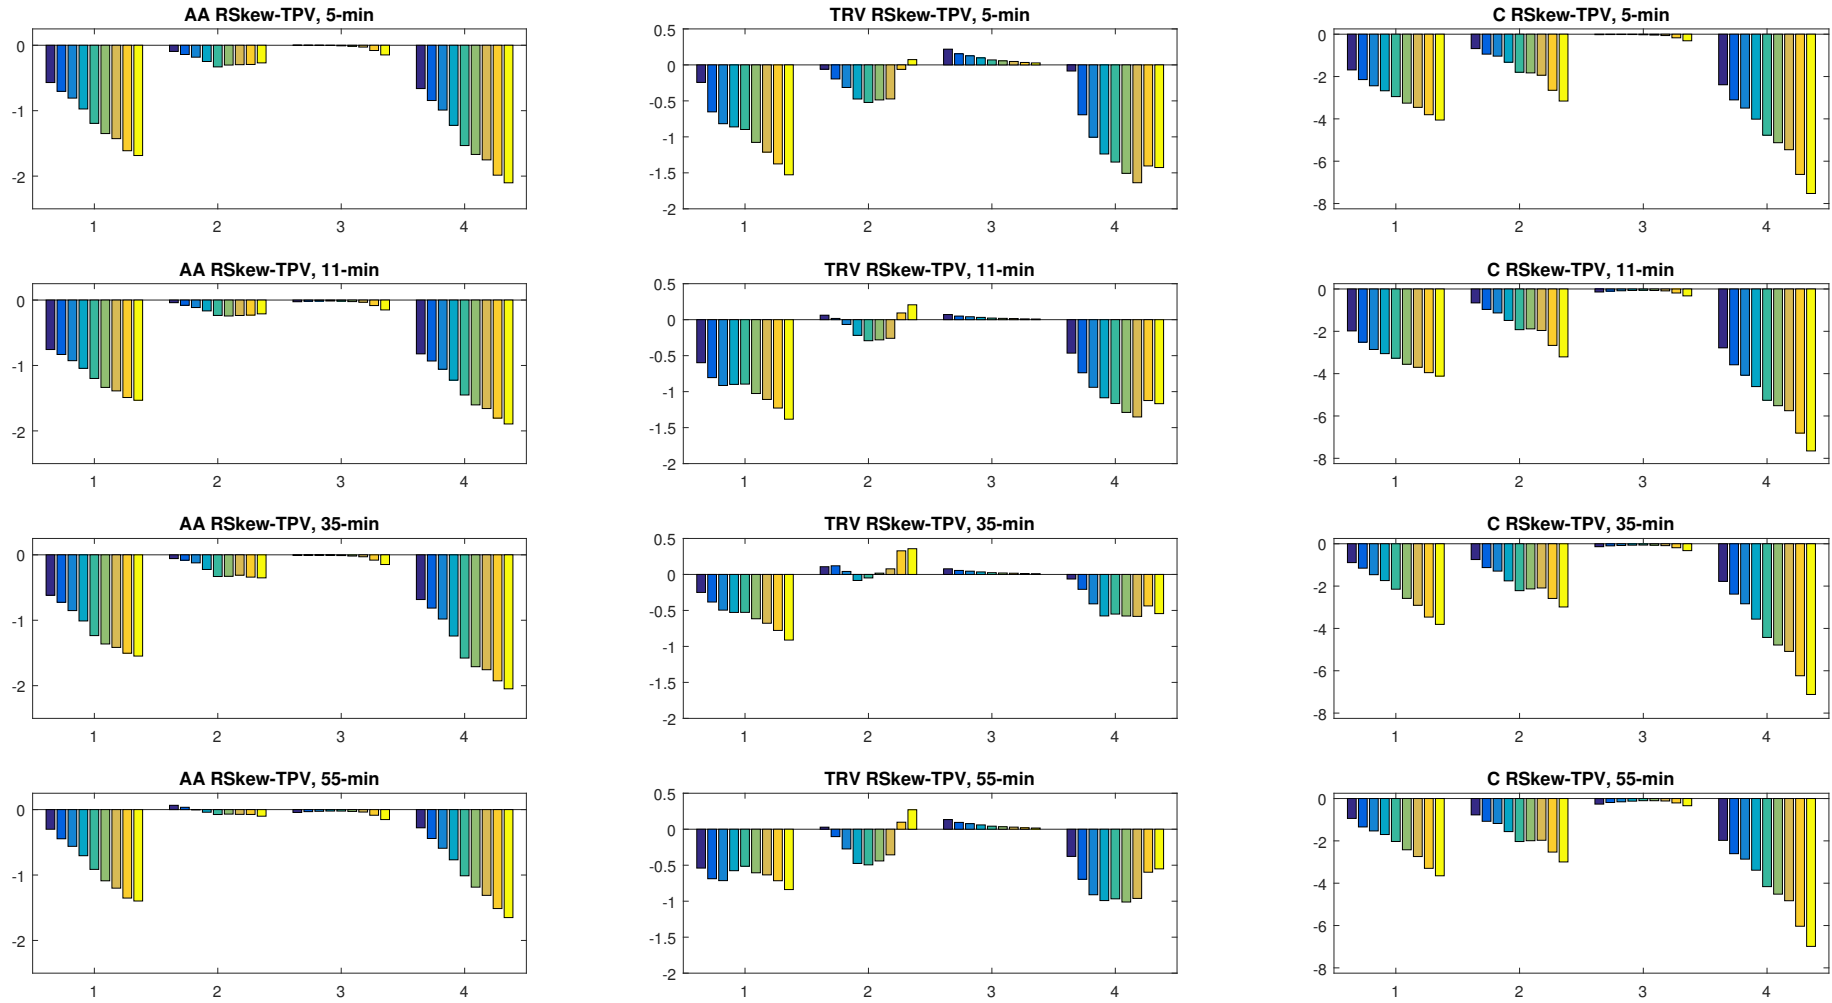 AA RSkew-TPV, 5-min
0
-1
-2
1 2 3 4
TRV RSkew-TPV, 5-min
0.5
0
-0.5
-1
-1.5
-2
1 2 3 4
C RSkew-TPV, 5-min
0
-2
-4
-6
-8
1 2 3 4
AA RSkew-TPV, 11-min
0
-1
-2
1 2 3 4
TRV RSkew-TPV, 11-min
0.5
0
-0.5
-1
-1.5
-2
1 2 3 4
C RSkew-TPV, 11-min
0
-2
-4
-6
-8
1 2 3 4
AA RSkew-TPV, 35-min
0
-1
-2
1 2 3 4
TRV RSkew-TPV, 35-min
0.5
0
-0.5
-1
-1.5
-2
1 2 3 4
C RSkew-TPV, 35-min
0
-2
-4
-6
-8
1 2 3 4
AA RSkew-TPV, 55-min
0
-1
-2
1 2 3 4
TRV RSkew-TPV, 55-min
0.5
0
-0.5
-1
-1.5
-2
1 2 3 4
C RSkew-TPV, 55-min
0
-2
-4
-6
-8
1 2 3 4